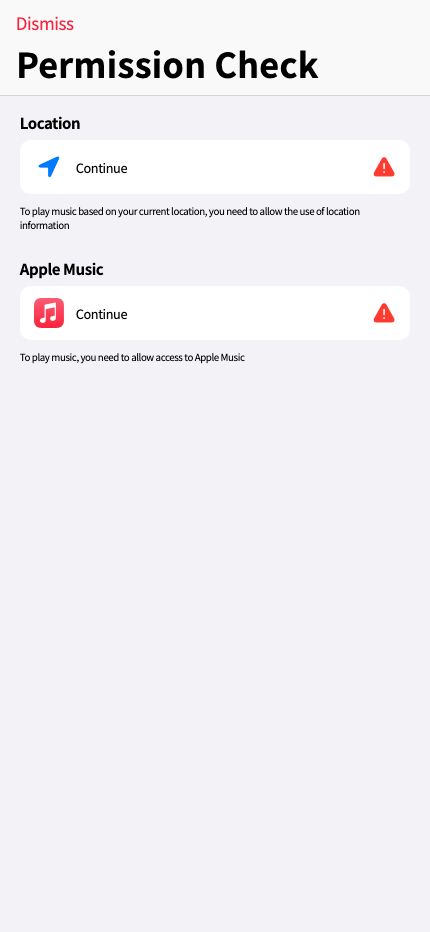 Dismiss
Permission Check
Location
Continue
To play music based on your current location, you need to allow the use of location
information
Apple Music
Continue
To play music, you need to allow access to Apple Music